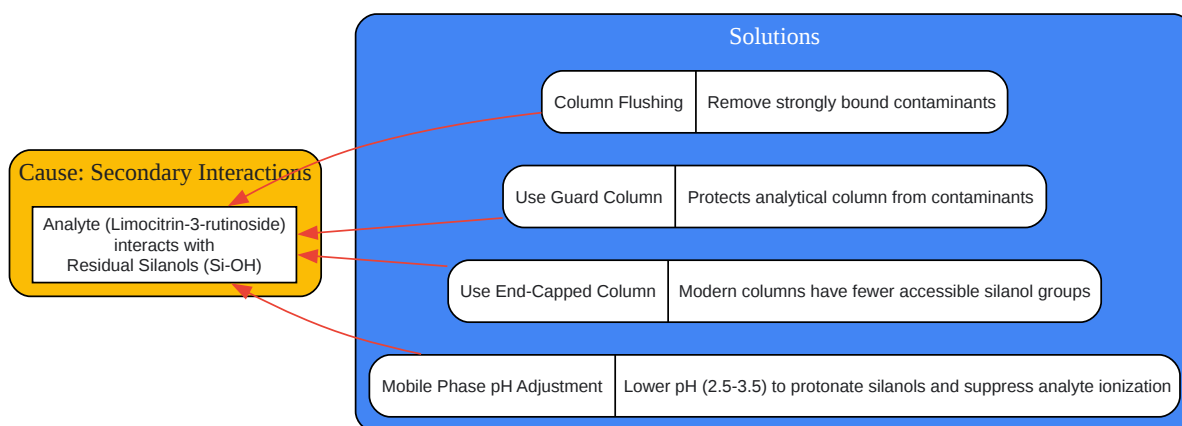 Solutions
Column Flushing
Remove strongly bound contaminants
Cause: Secondary Interactions
Analyte (Limocitrin-3-rutinoside)
interacts with
Residual Silanols (Si-OH)
Use Guard Column
Protects analytical column from contaminants
Use End-Capped Column
Modern columns have fewer accessible silanol groups
Mobile Phase pH Adjustment
Lower pH (2.5-3.5) to protonate silanols and suppress analyte ionization